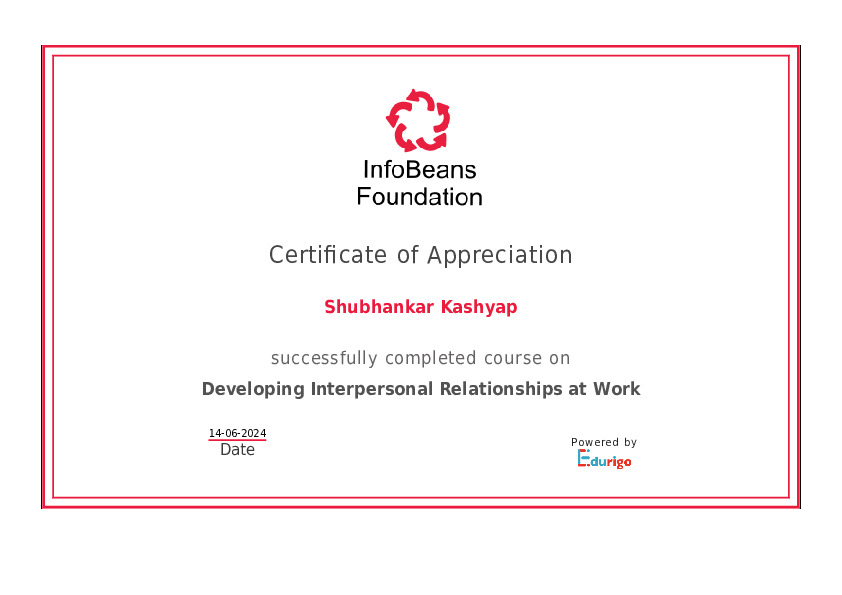 InfoBeans
Foundation
Certificate of Appreciation
Shubhankar Kashyap
successfully completed course on
Developing Interpersonal Relationships at Work
14-06-2024
Date
Powered by
Edurigo